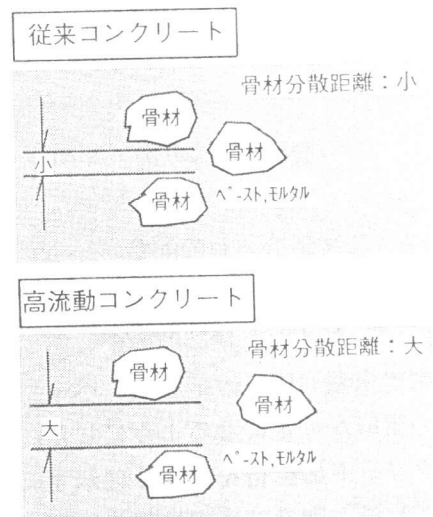 従来コンクリート
骨材分散距離：小
骨材
骨材
小
骨材
ﾍﾟｰｽﾄ,ﾓﾙﾀﾙ
高流動コンクリート
骨材分散距離：大
骨材
骨材
大
骨材
ﾍﾟｰｽﾄ,ﾓﾙﾀﾙ